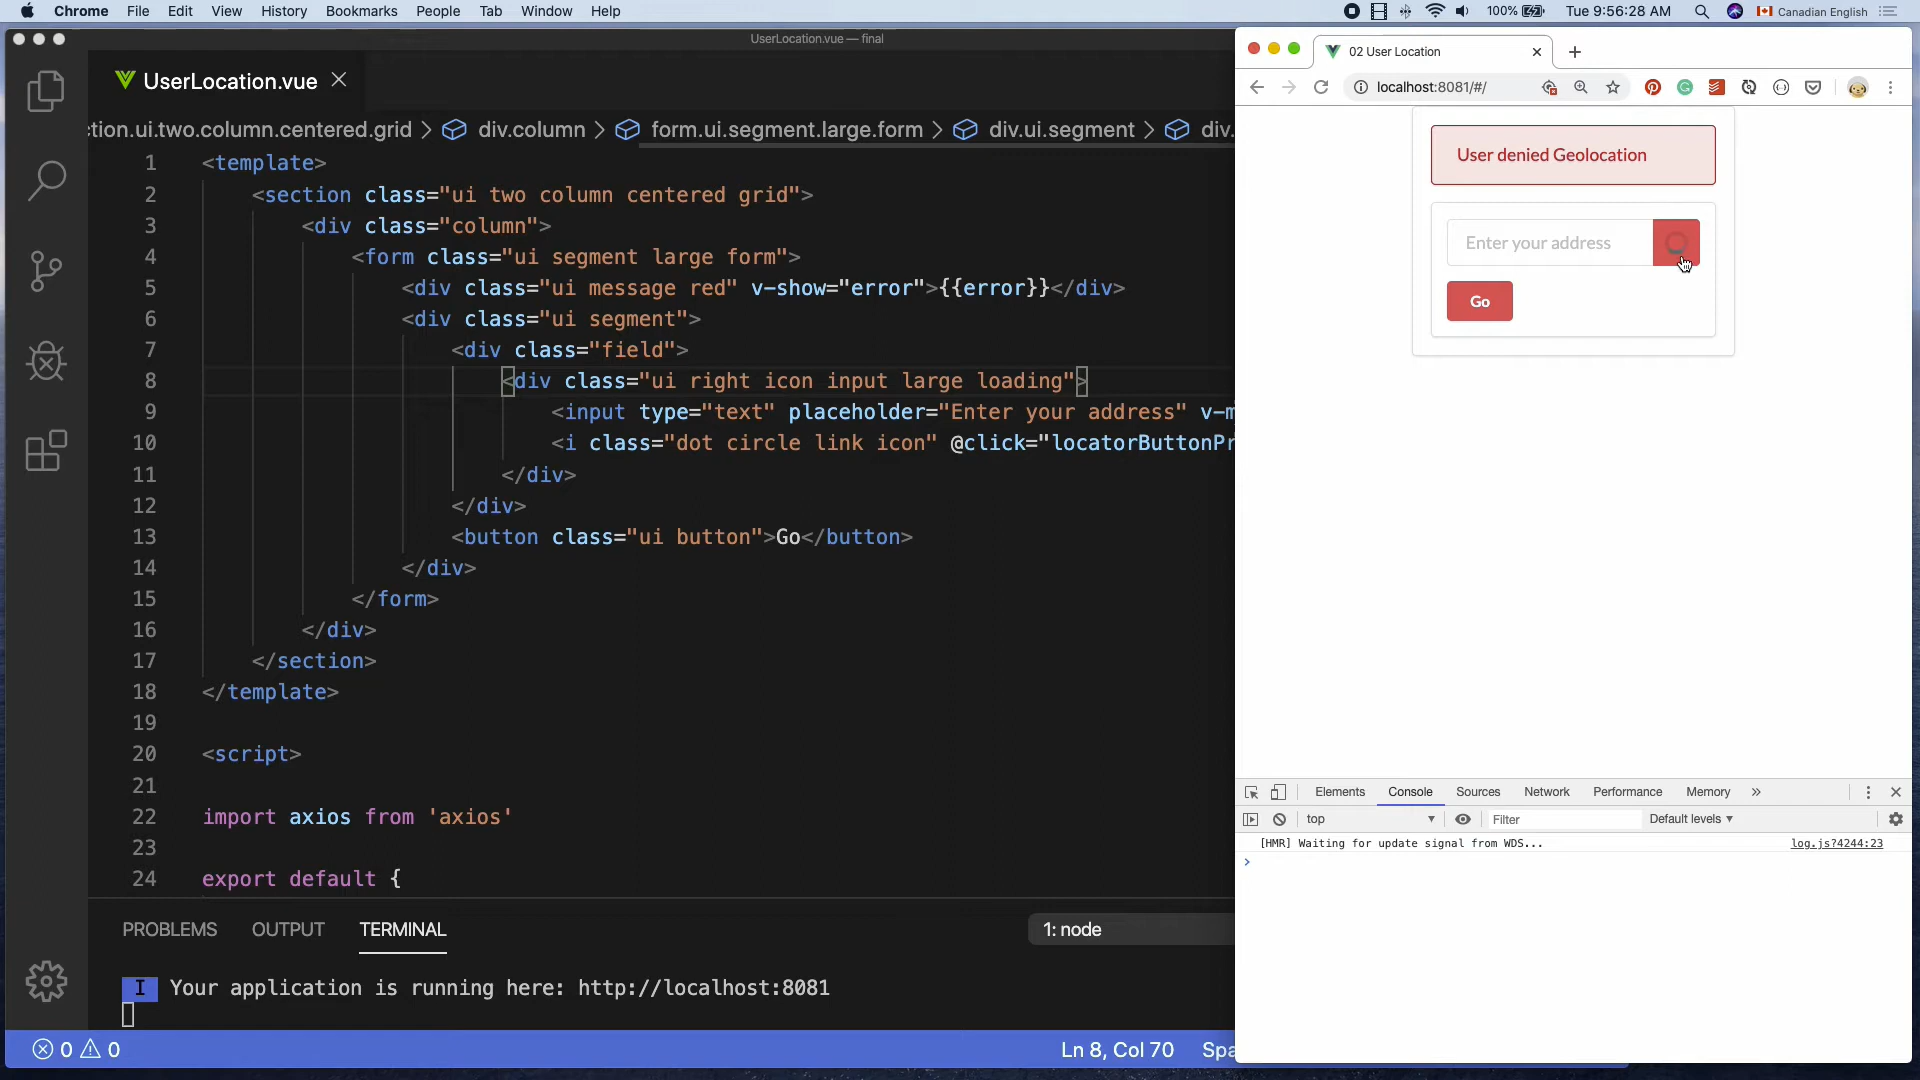 Chrome File Edit View History Bookmarks People Tab Window Help
100% Tue 9:56:28 AM Canadian English
UserLocation.vue — final
UserLocation.vue
tion.ui.two.column.centered.grid > div.column > form.ui.segment.large.form > div.ui.segment > div.
1 <template>
2 <section class="ui two column centered grid">
3 <div class="column">
4 <form class="ui segment large form">
5 <div class="ui message red" v-show="error">{{error}}</div>
6 <div class="ui segment">
7 <div class="field">
8 <div class="ui right icon input large loading">
9 <input type="text" placeholder="Enter your address" v-m
10 <i class="dot circle link icon" @click="locatorButtonPr
11 </div>
12 </div>
13 <button class="ui button">Go</button>
14 </div>
15 </form>
16 </div>
17 </section>
18 </template>
19
20 <script>
21
22 import axios from 'axios'
23
24 export default {
PROBLEMS OUTPUT TERMINAL 1: node
I Your application is running here: http://localhost:8081
0 0 Ln 8, Col 70 Spa
02 User Location
localhost:8081/#/
User denied Geolocation
Enter your address
Go
Elements Console Sources Network Performance Memory »
top Filter Default levels
[HMR] Waiting for update signal from WDS... log.js?4244:23
>